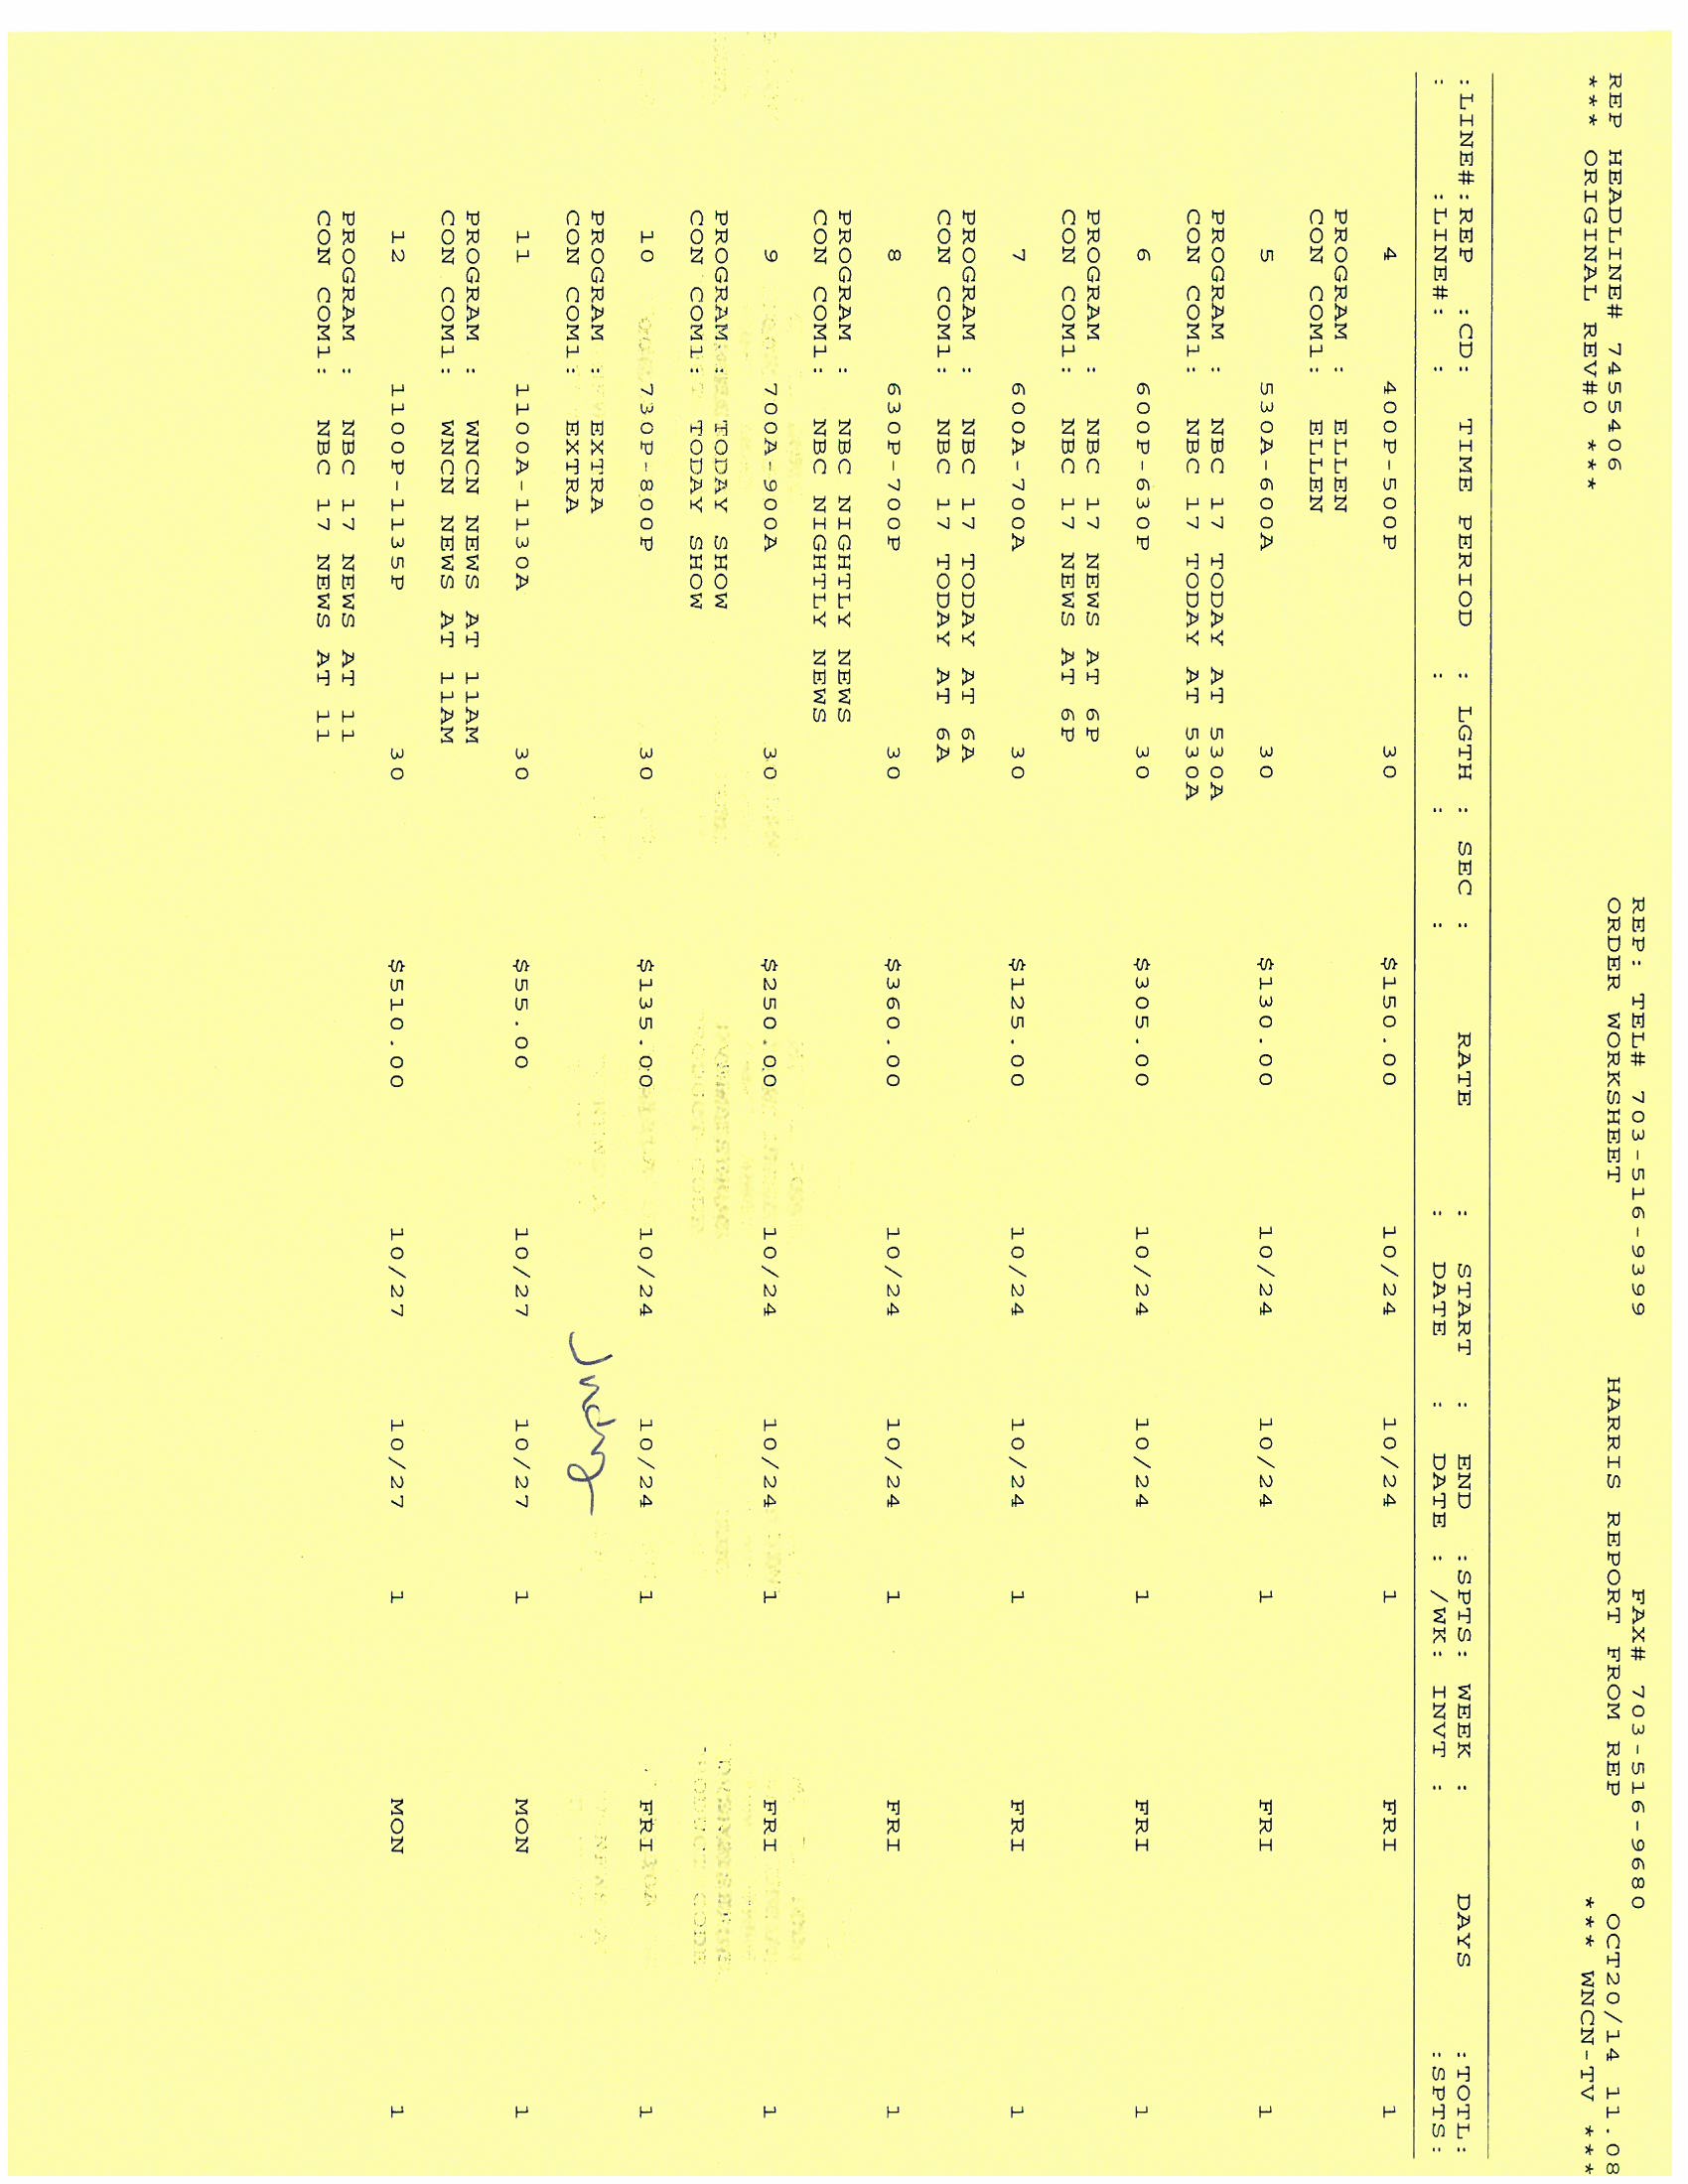 REP: TEL# 703-516-9399 FAX# 703-516-9680
REP HEADLINE# 7455406 ORDER WORKSHEET HARRIS REPORT FROM REP OCT20/14 11.08
*** ORIGINAL REV#0 *** *** WNCN-TV ***
:LINE#:REP :CD: TIME PERIOD : LGTH : SEC : RATE : START : END :SPTS: WEEK : DAYS :TOTL:
: :LINE#: : : : : DATE : DATE : /WK: INVT : :SPTS:
4 400P-500P 30 $150.00 10/24 10/24 1 FRI 1
PROGRAM : ELLEN
CON COM1: ELLEN
5 530A-600A 30 $130.00 10/24 10/24 1 FRI 1
PROGRAM : NBC 17 TODAY AT 530A
CON COM1: NBC 17 TODAY AT 530A
6 600P-630P 30 $305.00 10/24 10/24 1 FRI 1
PROGRAM : NBC 17 NEWS AT 6P
CON COM1: NBC 17 NEWS AT 6P
7 600A-700A 30 $125.00 10/24 10/24 1 FRI 1
PROGRAM : NBC 17 TODAY AT 6A
CON COM1: NBC 17 TODAY AT 6A
8 630P-700P 30 $360.00 10/24 10/24 1 FRI 1
PROGRAM : NBC NIGHTLY NEWS
CON COM1: NBC NIGHTLY NEWS
9 700A-900A 30 $250.00 10/24 10/24 1 FRI 1
PROGRAM : TODAY SHOW
CON COM1: TODAY SHOW
10 730P-800P 30 $135.00 10/24 10/24 1 FRI 1
PROGRAM : EXTRA
CON COM1: EXTRA
11 1100A-1130A 30 $55.00 10/27 10/27 1 MON 1
PROGRAM : WNCN NEWS AT 11AM
CON COM1: WNCN NEWS AT 11AM
12 1100P-1135P 30 $510.00 10/27 10/27 1 MON 1
PROGRAM : NBC 17 NEWS AT 11
CON COM1: NBC 17 NEWS AT 11